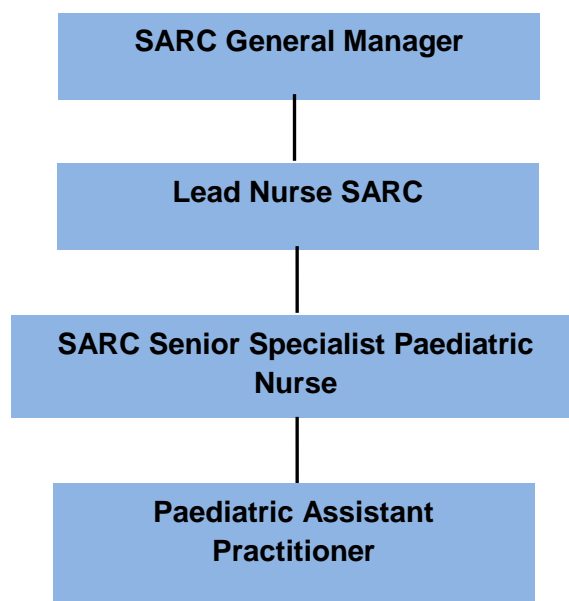 SARC General Manager
Lead Nurse SARC
SARC Senior Specialist Paediatric
Nurse
Paediatric Assistant
Practitioner